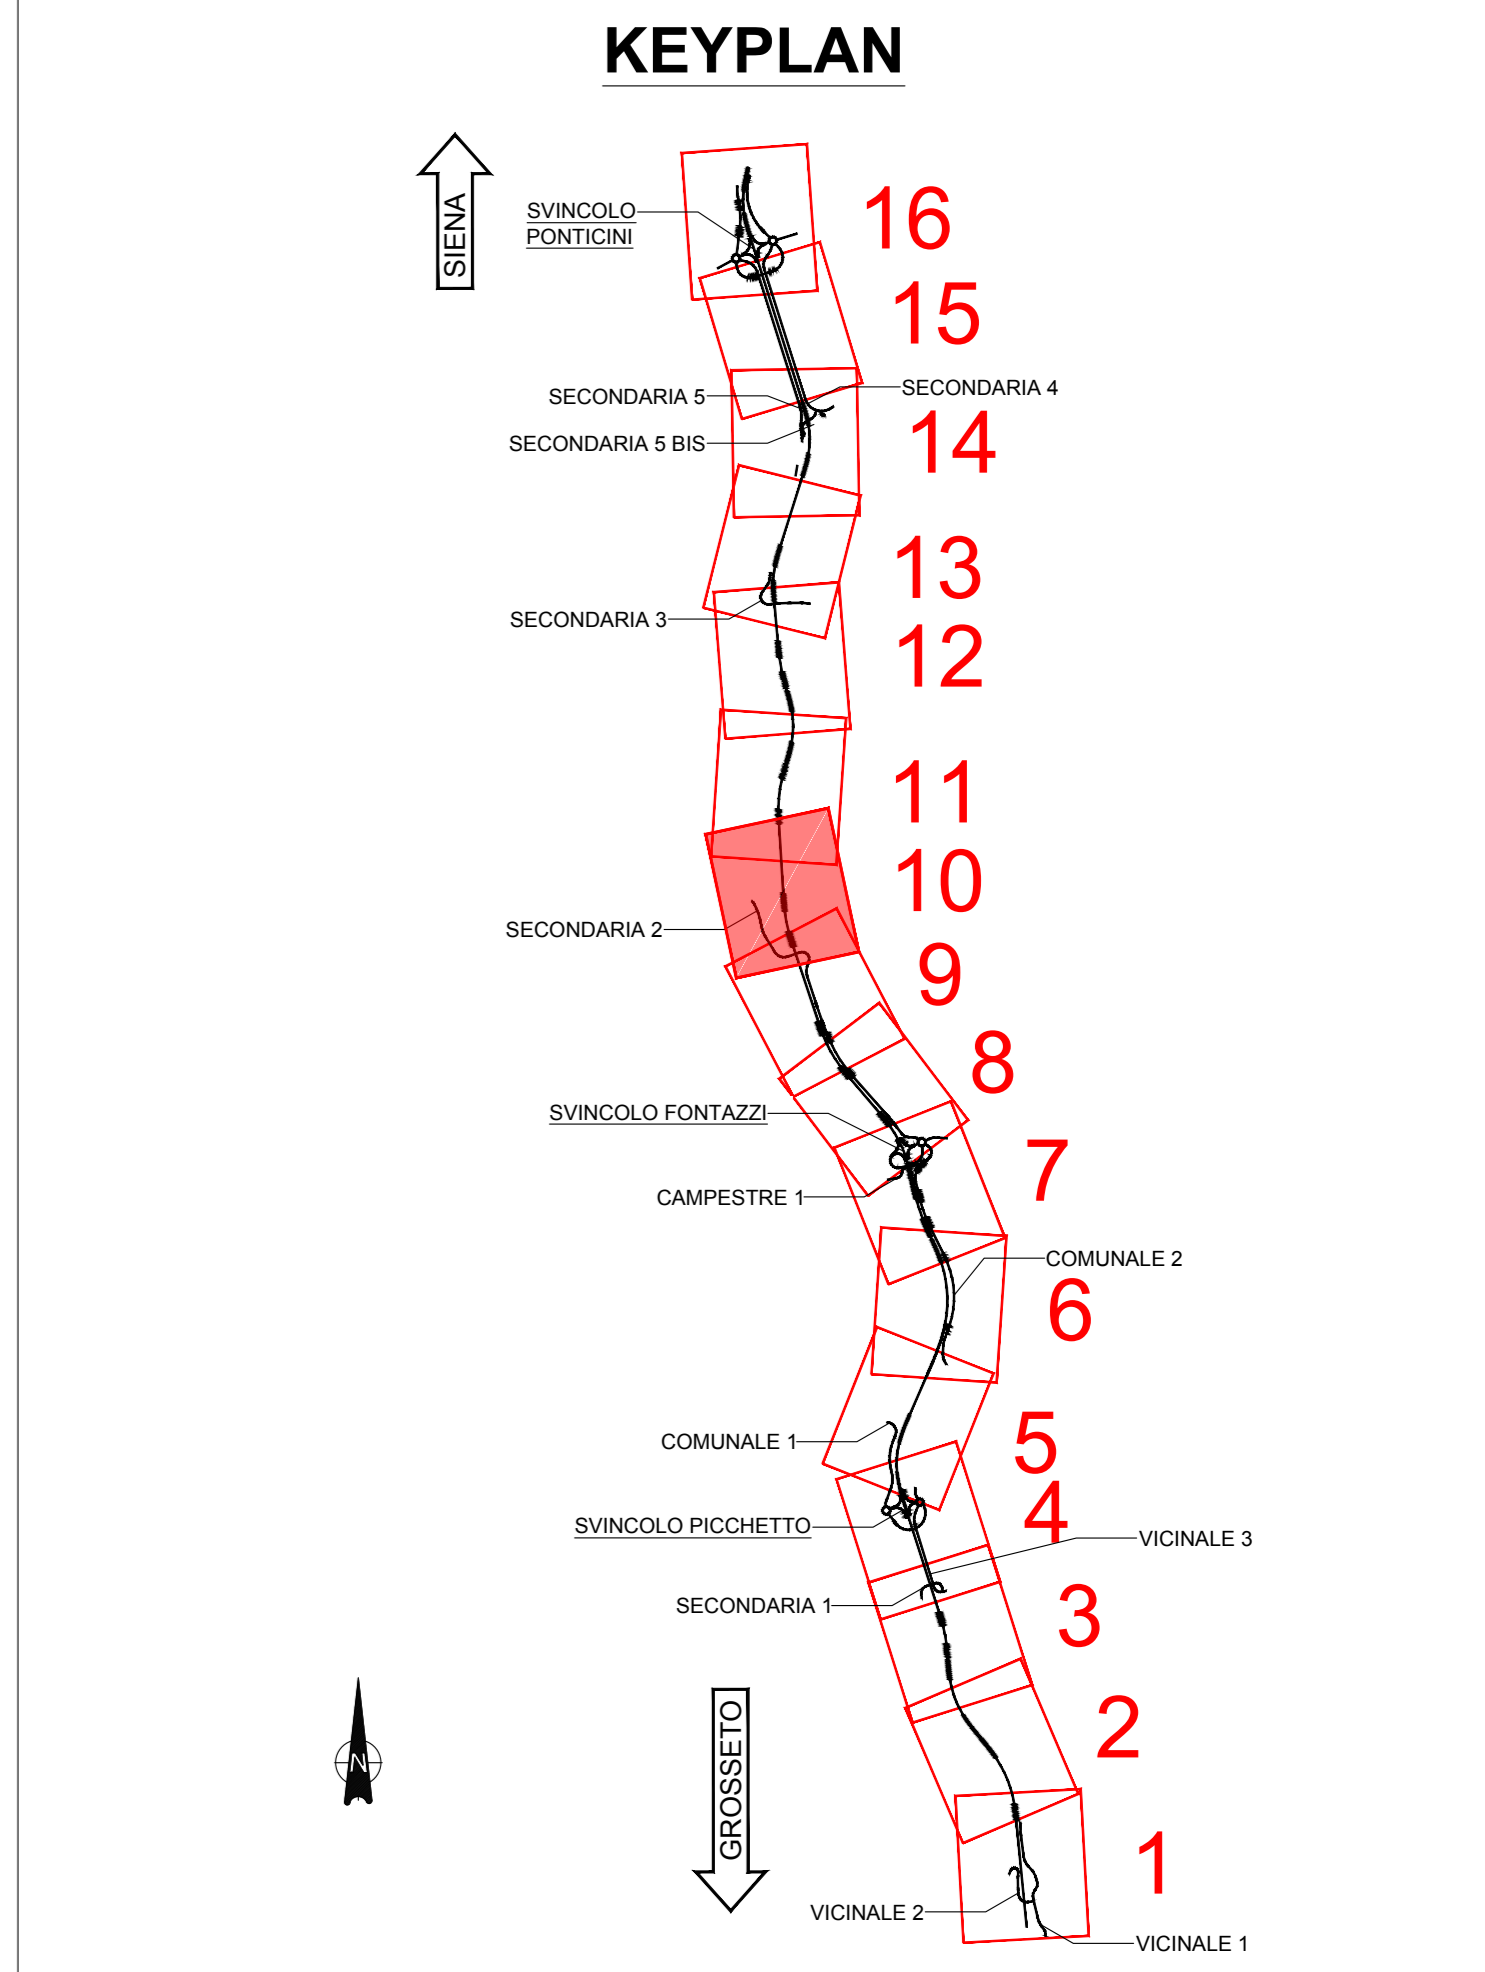 KEYPLAN
SIENA
SVINCOLO
PONTICINI
16
15
SECONDARIA 5
SECONDARIA 4
SECONDARIA 5 BIS
14
13
SECONDARIA 3
12
11
10
SECONDARIA 2
9
8
SVINCOLO FONTAZZI
7
CAMPESTRE 1
COMUNALE 2
6
COMUNALE 1
5
4
SVINCOLO PICCHETTO
VICINALE 3
SECONDARIA 1
3
2
N
GROSSETO
1
VICINALE 2
VICINALE 1